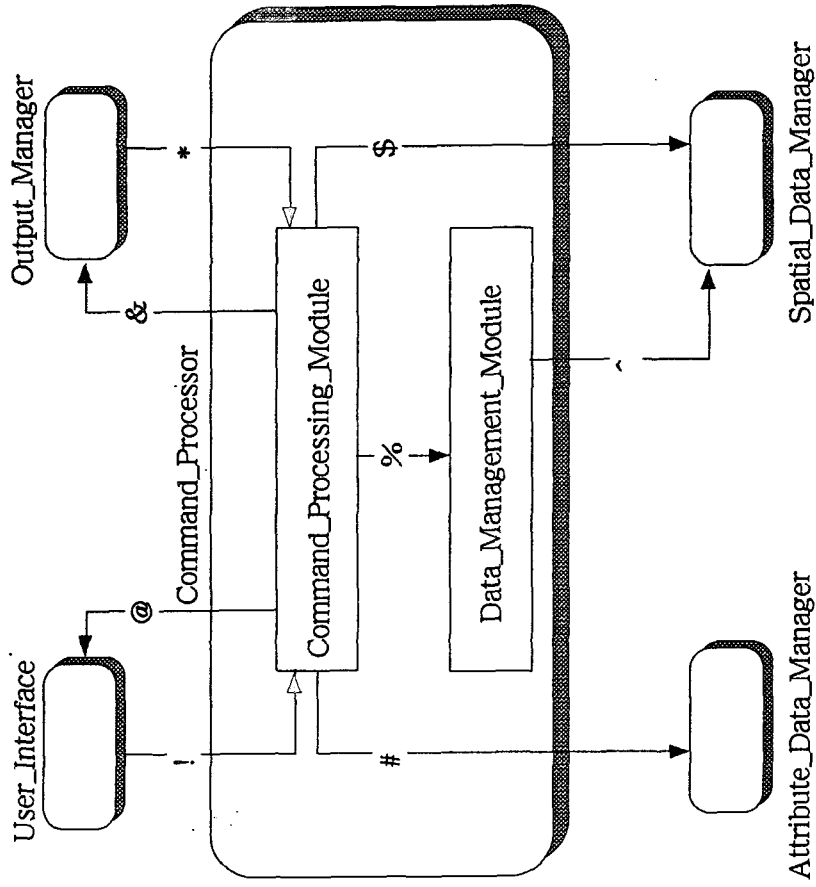 User_Interface
Output_Manager
!
@
&
*
Command_Processor
Command_Processing_Module
#
%
$
Data_Management_Module
^
Attribute_Data_Manager
Spatial_Data_Manager